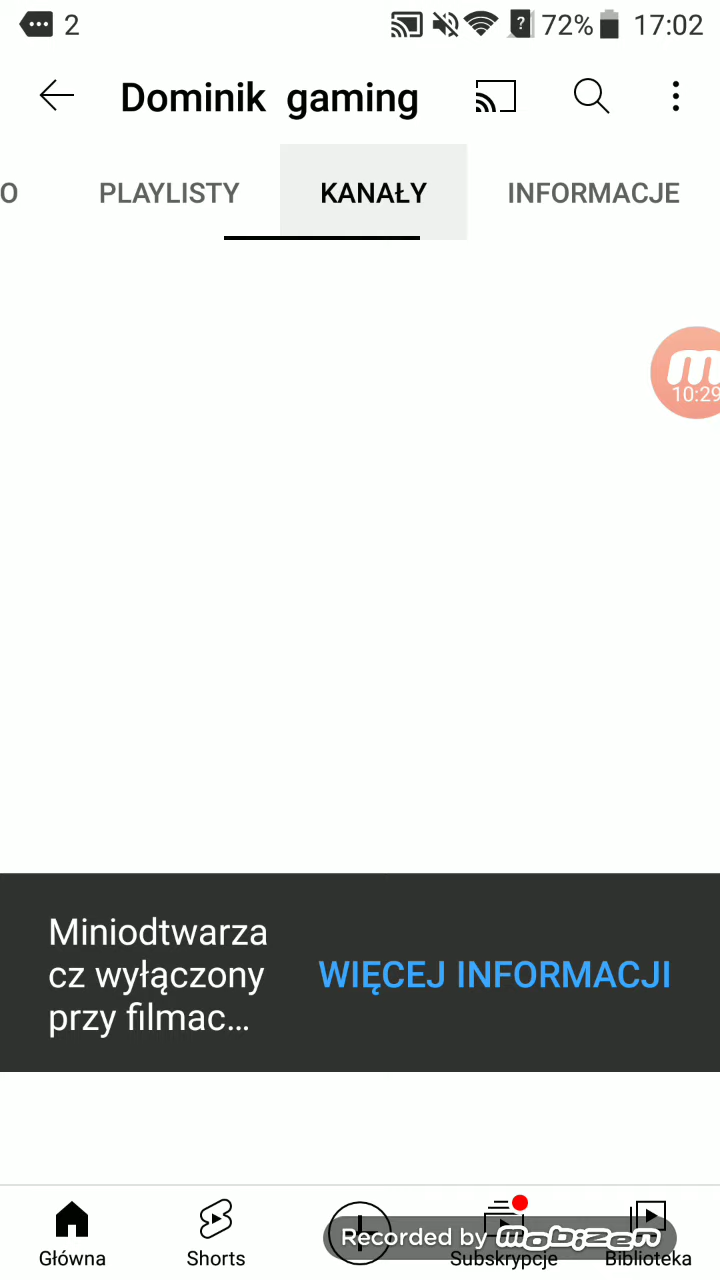 2 72% 17:02
Dominik gaming
O PLAYLISTY KANAŁY INFORMACJE
m
10:29
Miniodtwarza
cz wyłączony
przy filmac...
WIĘCEJ INFORMACJI
Recorded by mobizen
Główna Shorts Subskrypcje Biblioteka